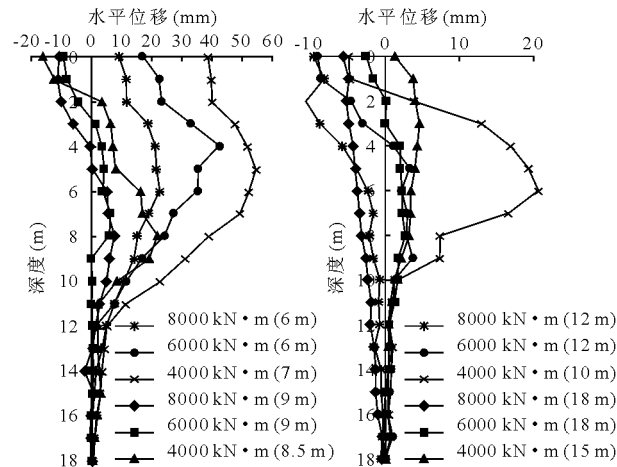 水平位移 (mm)
水平位移 (mm)
-20 -10 0 10 20 30 40 50 60
-10 0 10 20
0
2
4
6
8
10
12
14
16
18
深度(m)
8000 kN·m (6 m)
6000 kN·m (6 m)
4000 kN·m (7 m)
8000 kN·m (9 m)
6000 kN·m (9 m)
4000 kN·m (8.5 m)
0
2
4
6
8
10
12
14
16
18
深度(m)
8000 kN·m (12 m)
6000 kN·m (12 m)
4000 kN·m (10 m)
8000 kN·m (18 m)
6000 kN·m (18 m)
4000 kN·m (15 m)